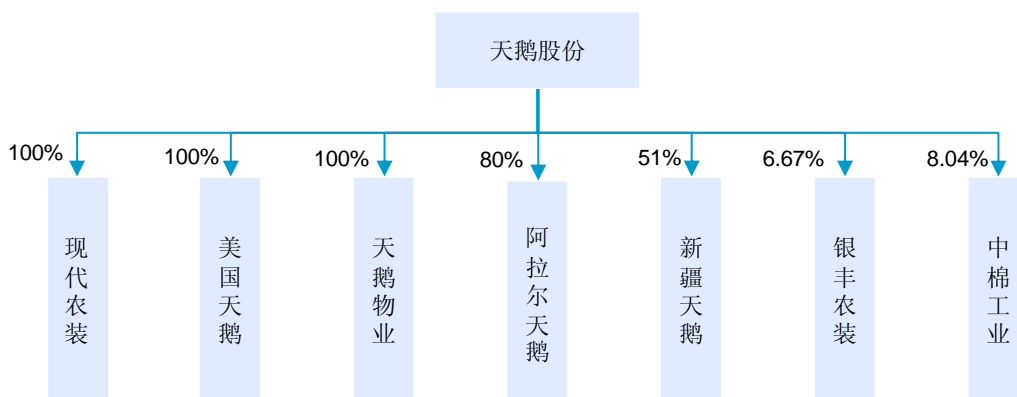 天鹅股份
100%
100%
100%
80%
51%
6.67%
8.04%
现代农装
美国天鹅
天鹅物业
阿拉尔天鹅
新疆天鹅
银丰农装
中棉工业